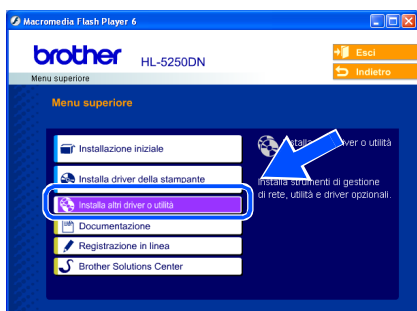 Macromedia Flash Player 6
brother HL-5250DN
Esci
Indietro
Menu superiore
Menu superiore
Installazione iniziale
Installa driver della stampante
Installa altri driver o utilità
Documentazione
Registrazione in linea
Brother Solutions Center
o utilità
Installa strumenti di gestione
di rete, utilità e driver opzionali.